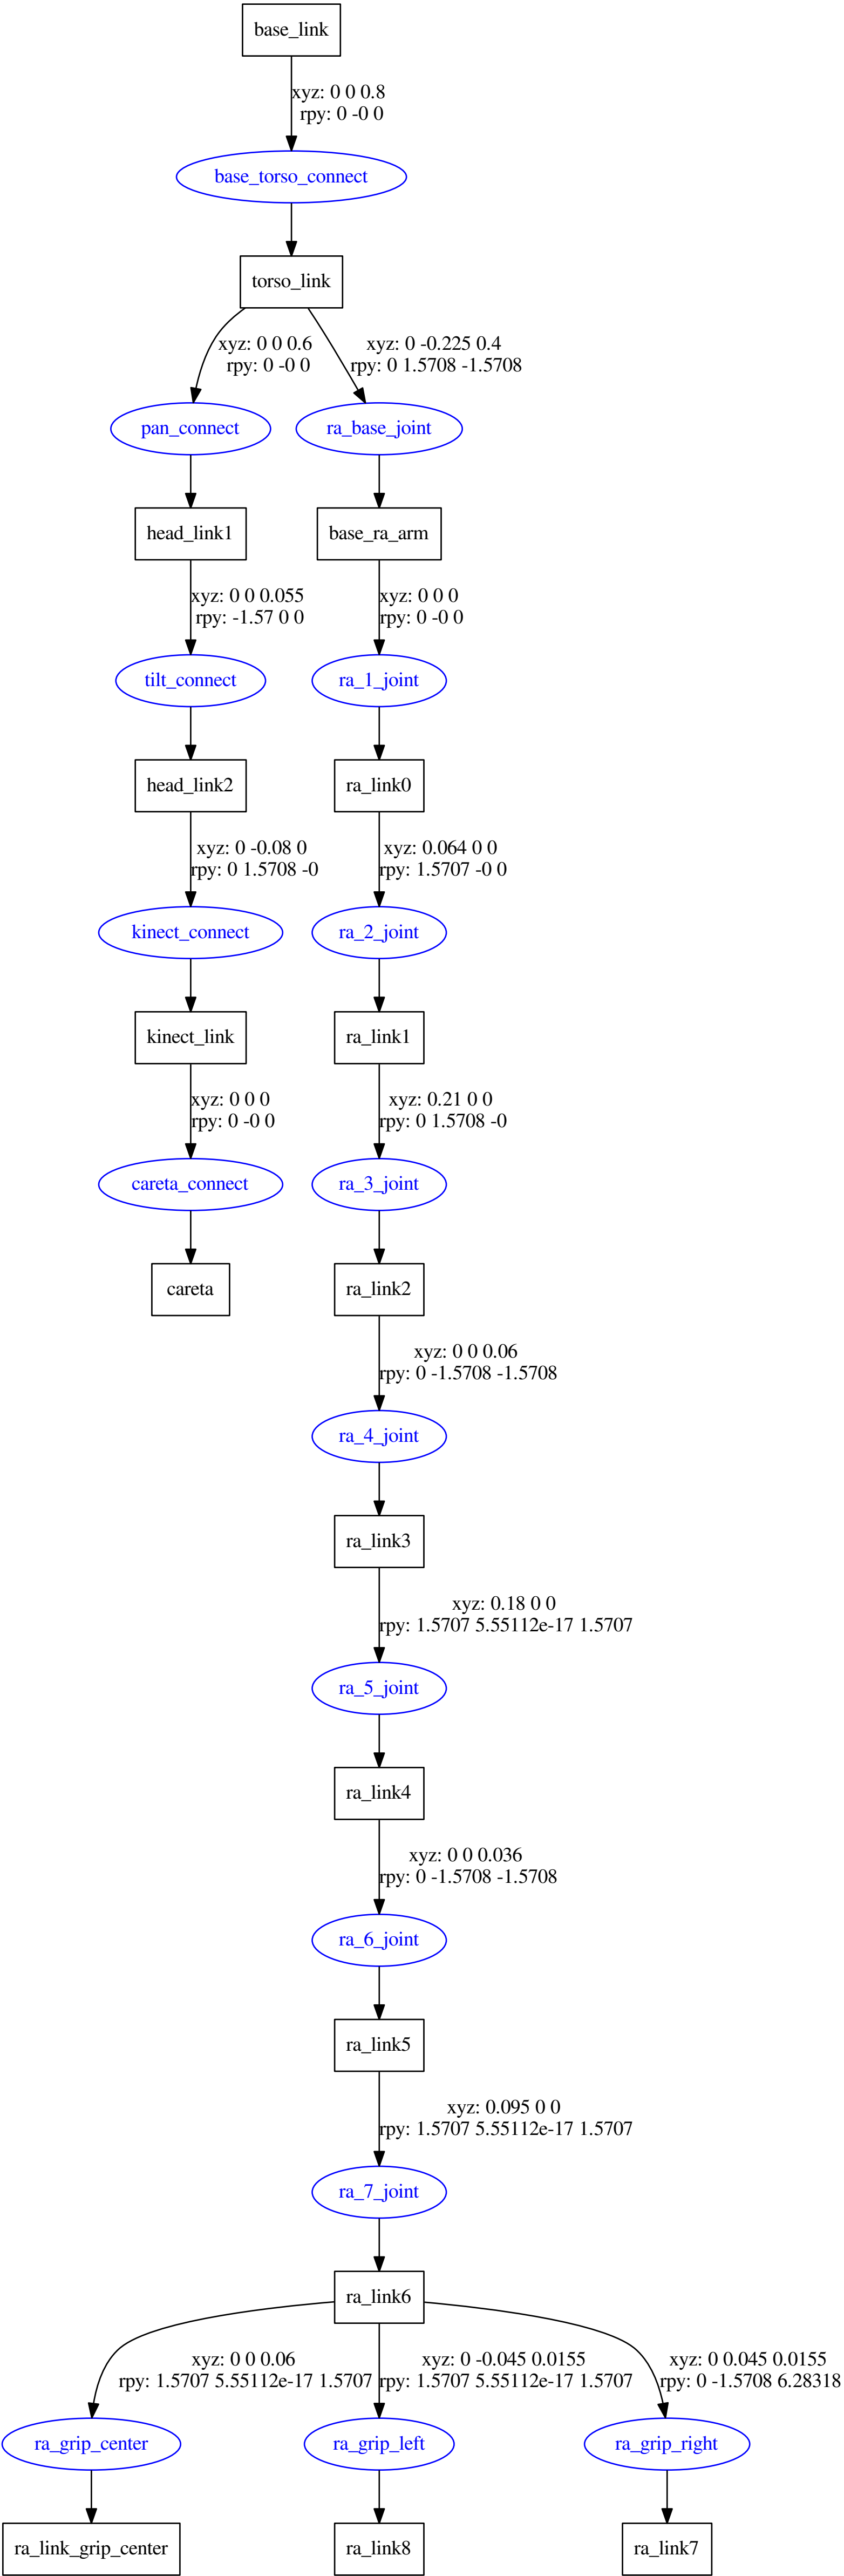 base_link
xyz: 0 0 0.8
rpy: 0 -0 0
base_torso_connect
torso_link
xyz: 0 0 0.6
rpy: 0 -0 0
xyz: 0 -0.225 0.4
rpy: 0 1.5708 -1.5708
pan_connect
ra_base_joint
head_link1
base_ra_arm
xyz: 0 0 0.055
rpy: -1.57 0 0
xyz: 0 0 0
rpy: 0 -0 0
tilt_connect
ra_1_joint
head_link2
ra_link0
xyz: 0 -0.08 0
rpy: 0 1.5708 -0
xyz: 0.064 0 0
rpy: 1.5707 -0 0
kinect_connect
ra_2_joint
kinect_link
ra_link1
xyz: 0 0 0
rpy: 0 -0 0
xyz: 0.21 0 0
rpy: 0 1.5708 -0
careta_connect
ra_3_joint
careta
ra_link2
xyz: 0 0 0.06
rpy: 0 -1.5708 -1.5708
ra_4_joint
ra_link3
xyz: 0.18 0 0
rpy: 1.5707 5.55112e-17 1.5707
ra_5_joint
ra_link4
xyz: 0 0 0.036
rpy: 0 -1.5708 -1.5708
ra_6_joint
ra_link5
xyz: 0.095 0 0
rpy: 1.5707 5.55112e-17 1.5707
ra_7_joint
ra_link6
xyz: 0 0 0.06
rpy: 1.5707 5.55112e-17 1.5707
xyz: 0 -0.045 0.0155
rpy: 1.5707 5.55112e-17 1.5707
xyz: 0 0.045 0.0155
rpy: 0 -1.5708 6.28318
ra_grip_center
ra_grip_left
ra_grip_right
ra_link_grip_center
ra_link8
ra_link7